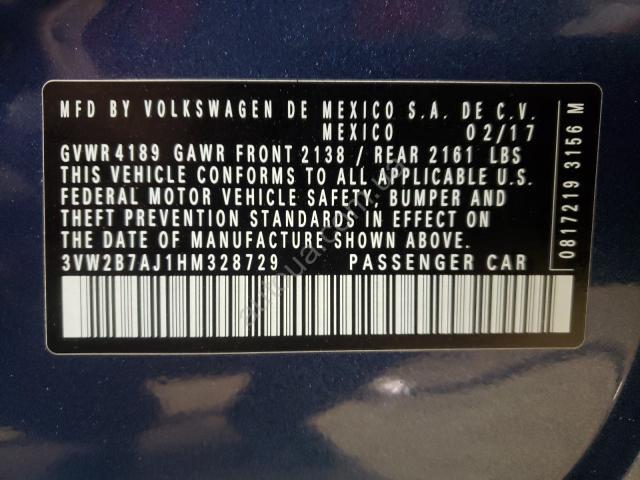 MFD BY VOLKSWAGEN DE MEXICO S.A. DE C.V.
MEXICO 02/17
GVWR 4189 GAWR FRONT 2138 / REAR 2161 LBS
THIS VEHICLE CONFORMS TO ALL APPLICABLE U.S.
FEDERAL MOTOR VEHICLE SAFETY, BUMPER AND
THEFT PREVENTION STANDARDS IN EFFECT ON
THE DATE OF MANUFACTURE SHOWN ABOVE.
3VW2B7AJ1HM328729 PASSENGER CAR
0817219 3156 M